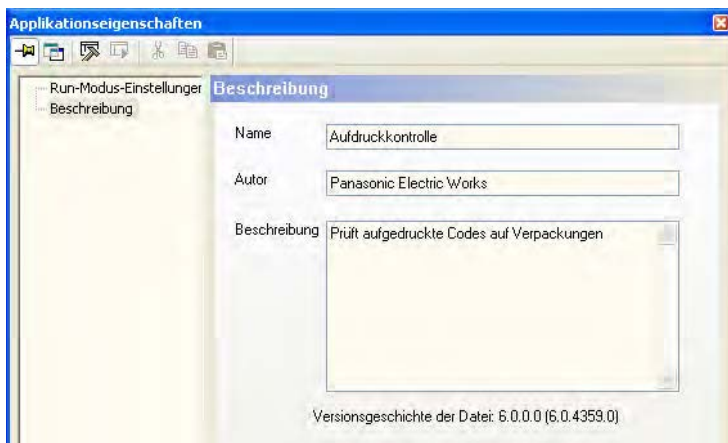 Applikationseigenschaften
Run-Modus-Einstellunger
Beschreibung
Beschreibung
Name
Aufdruckkontrolle
Autor
Panasonic Electric Works
Beschreibung
Prüft aufgedruckte Codes auf Verpackungen
Versionsgeschichte der Datei: 6.0.0.0 (6.0.4359.0)